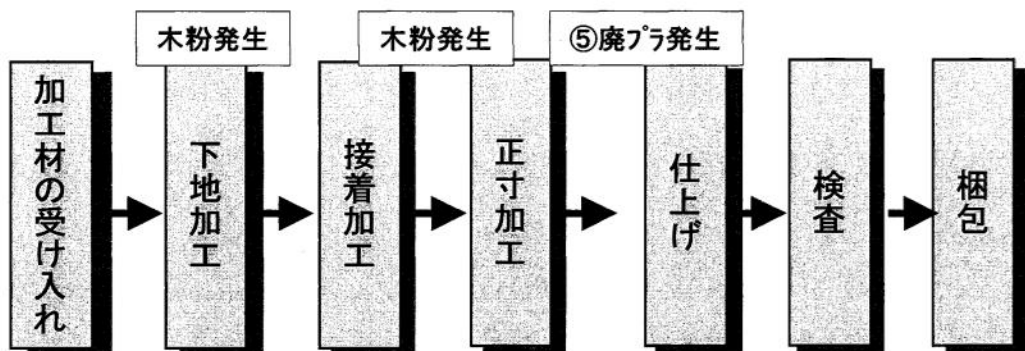 木粉発生
木粉発生
⑤廃プラ発生
加工材の受け入れ
下地加工
接着加工
正寸加工
仕上げ
検査
梱包